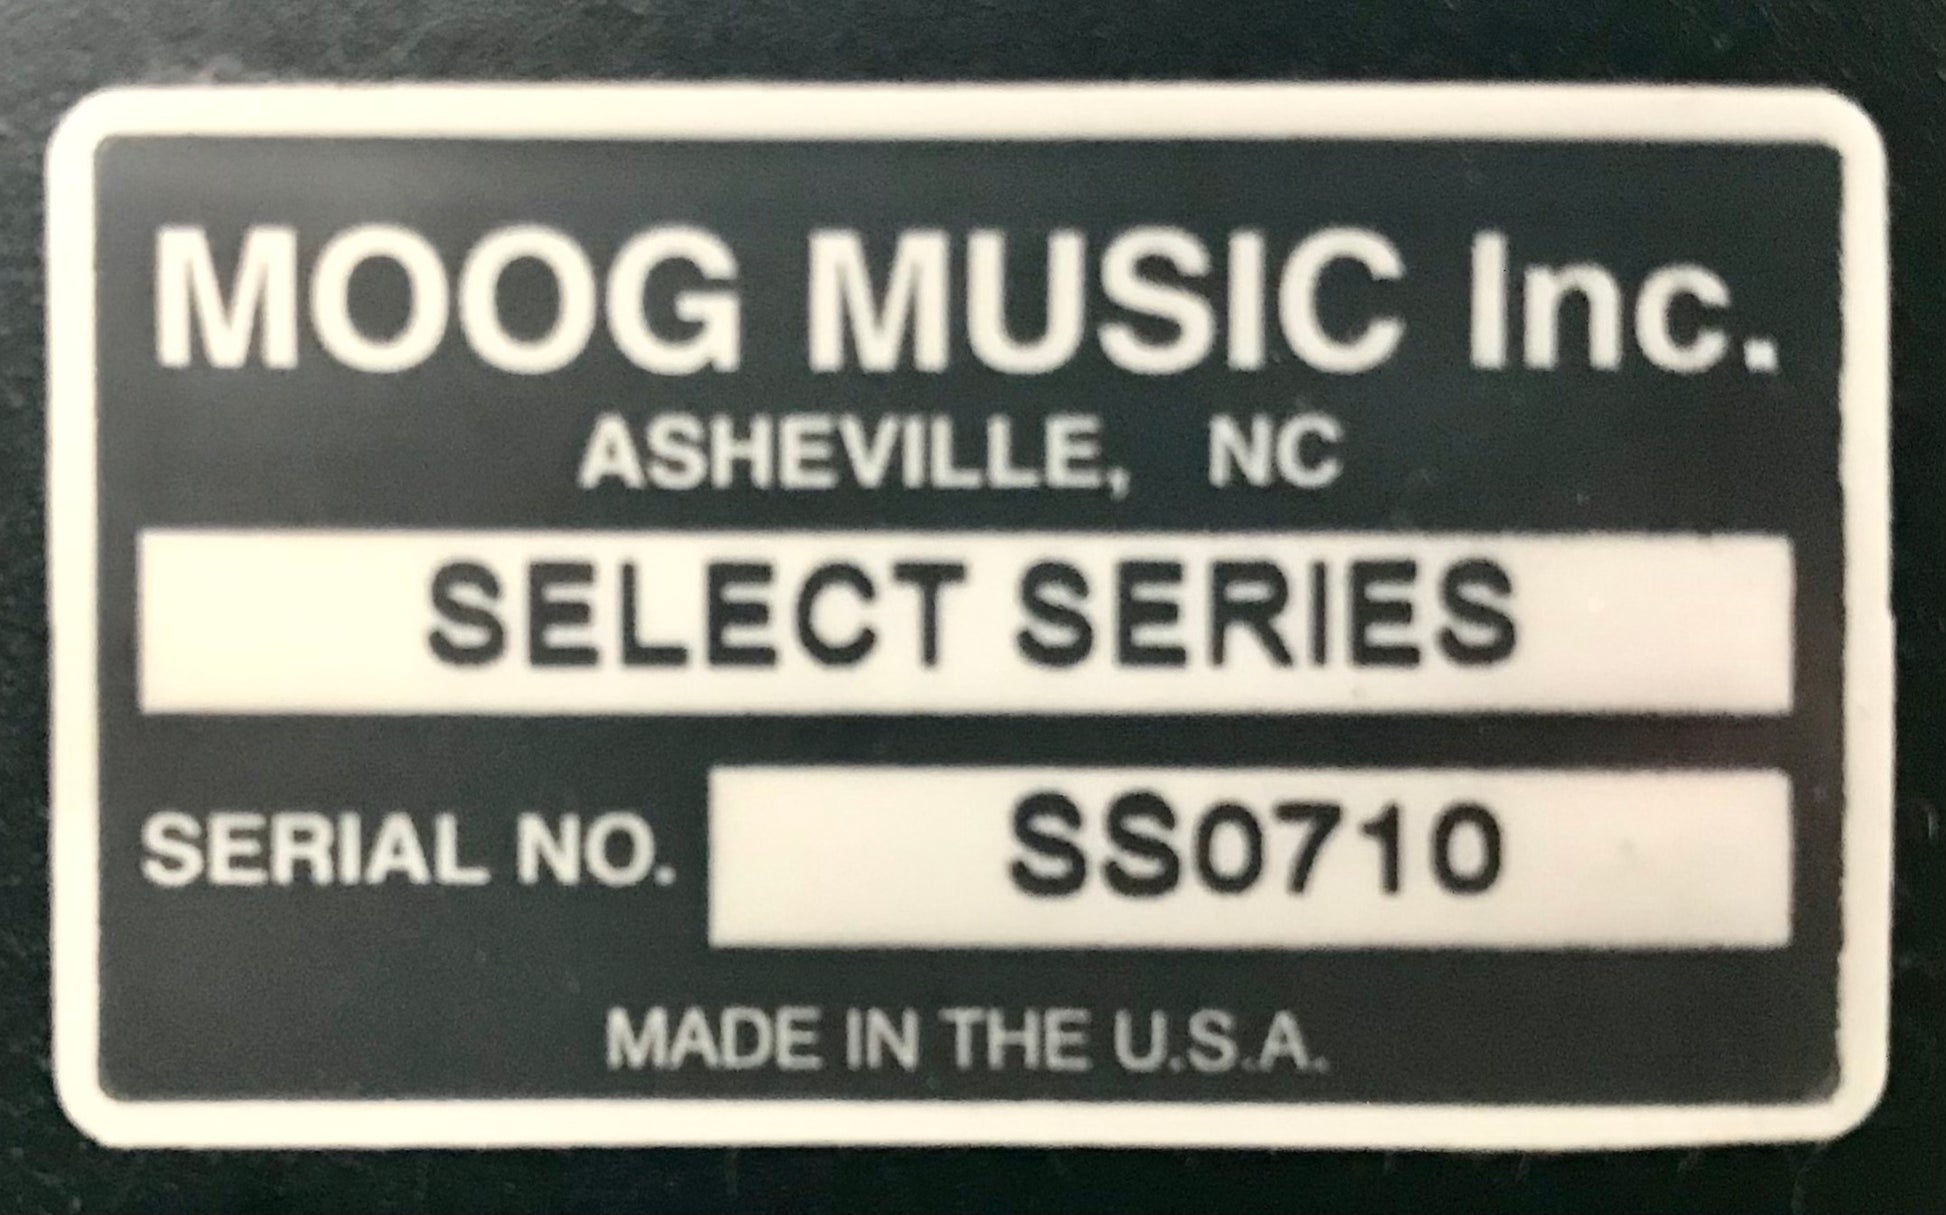 MOOG MUSIC Inc.
ASHEVILLE, NC
SELECT SERIES
SERIAL NO. SS0710
MADE IN THE U.S.A.